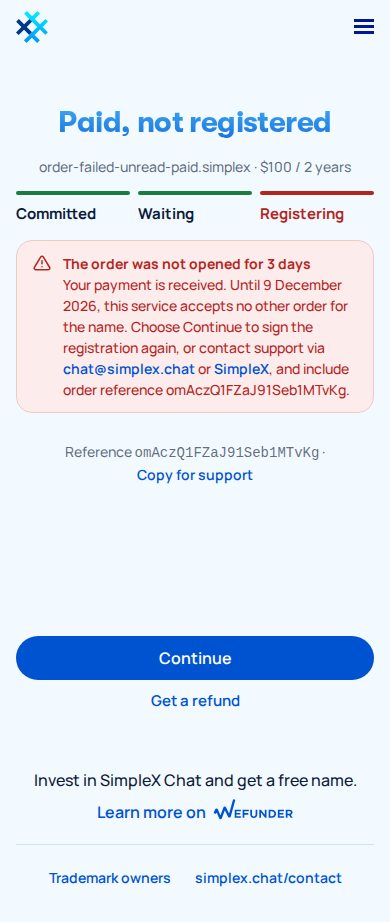 Paid, not registered
order-failed-unread-paid.simplex · $100 / 2 years
Committed
Waiting
Registering
The order was not opened for 3 days
Your payment is received. Until 9 December
2026, this service accepts no other order for
the name. Choose Continue to sign the
registration again, or contact support via
chat@simplex.chat or SimpleX, and include
order reference omAczQ1FZaJ91Seb1MTvKg.
Reference omAczQ1FZaJ91Seb1MTvKg ·
Copy for support
Continue
Get a refund
Invest in SimpleX Chat and get a free name.
Learn more on WEFUNDER
Trademark owners
simplex.chat/contact